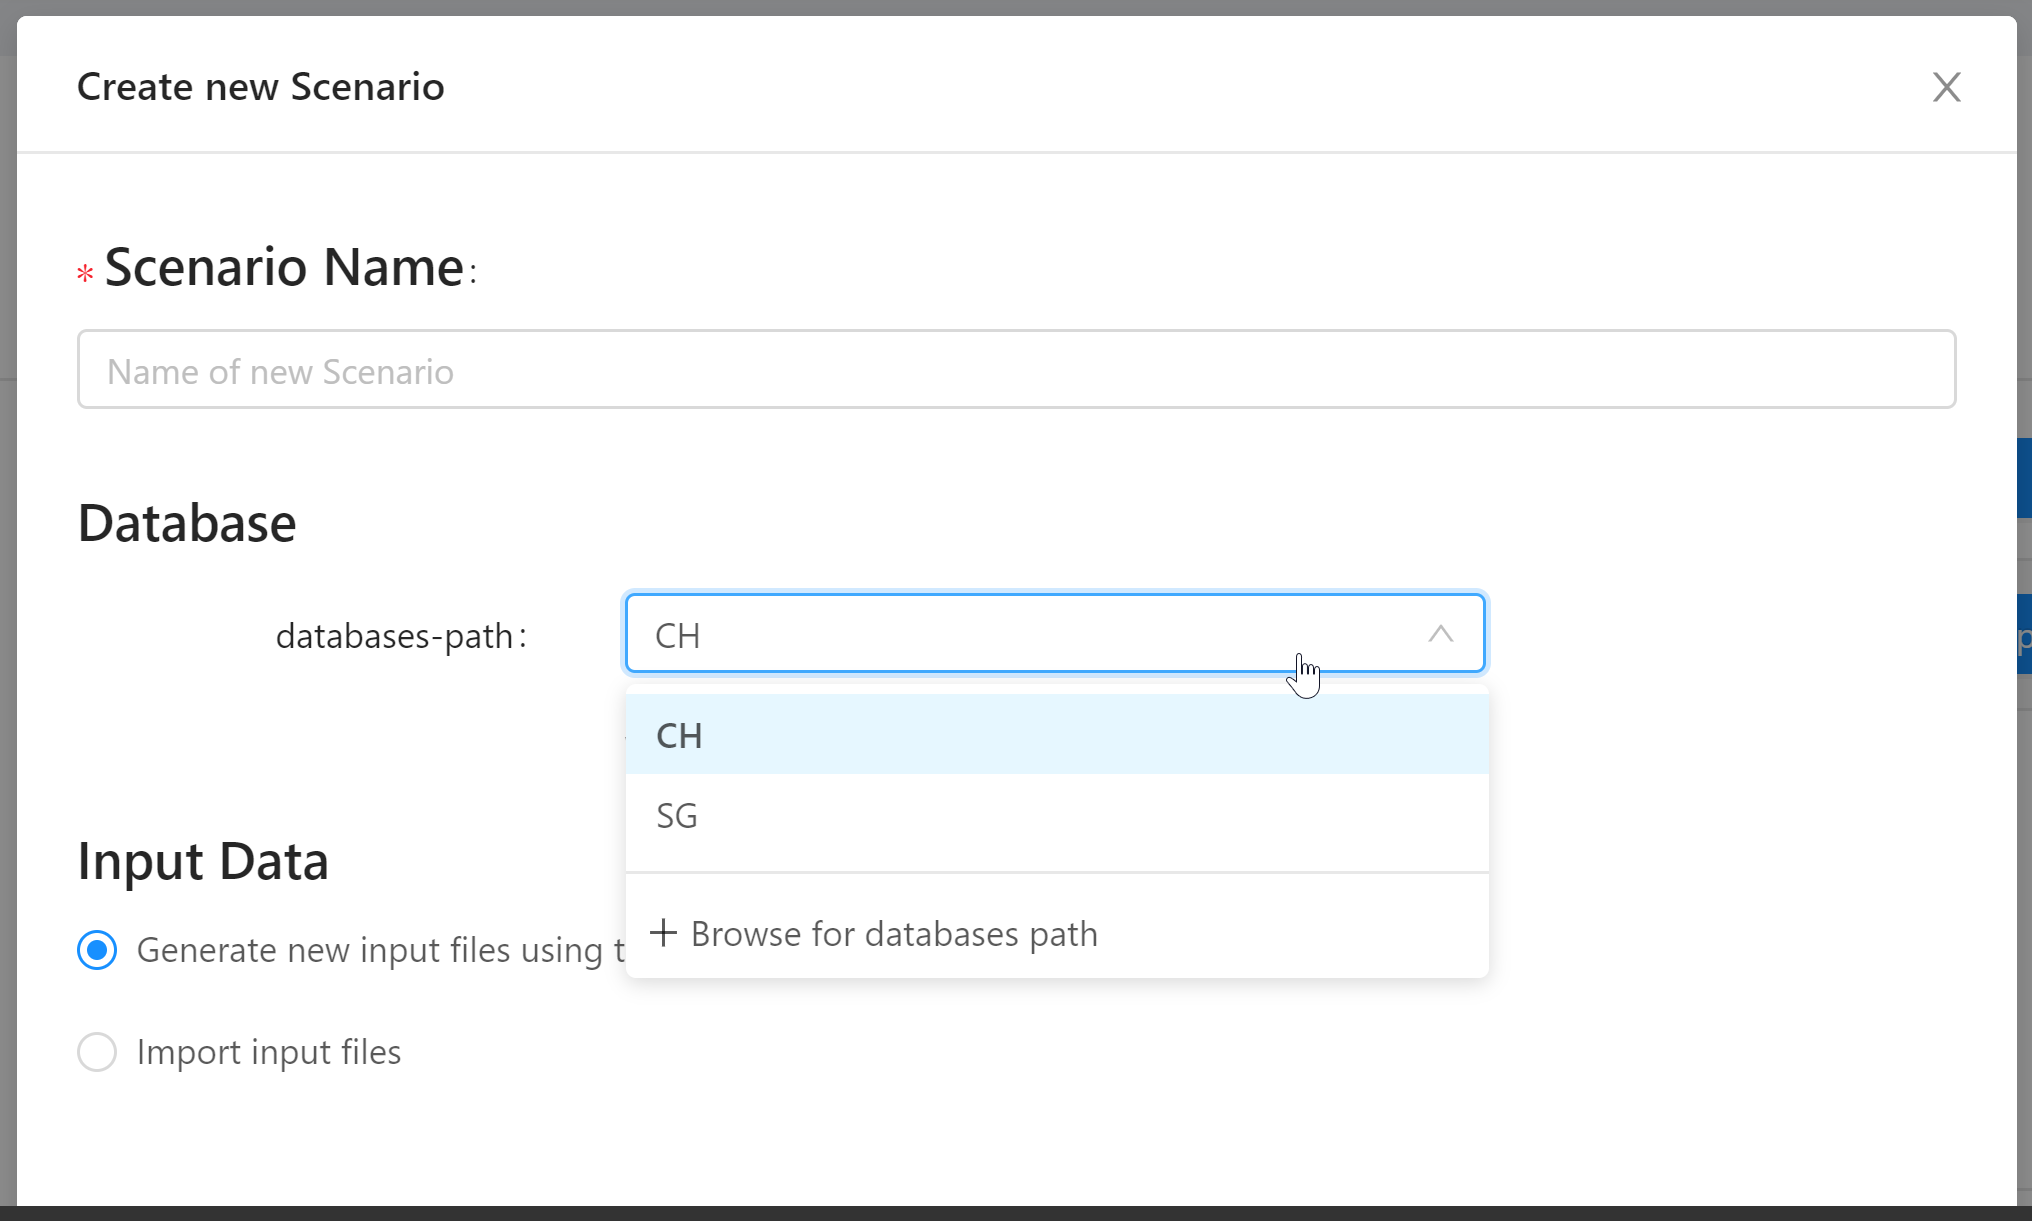 Create new Scenario
* Scenario Name:
Name of new Scenario
Database
databases-path:
CH
CH
SG
Input Data
+ Browse for databases path
Generate new input files using t
Import input files